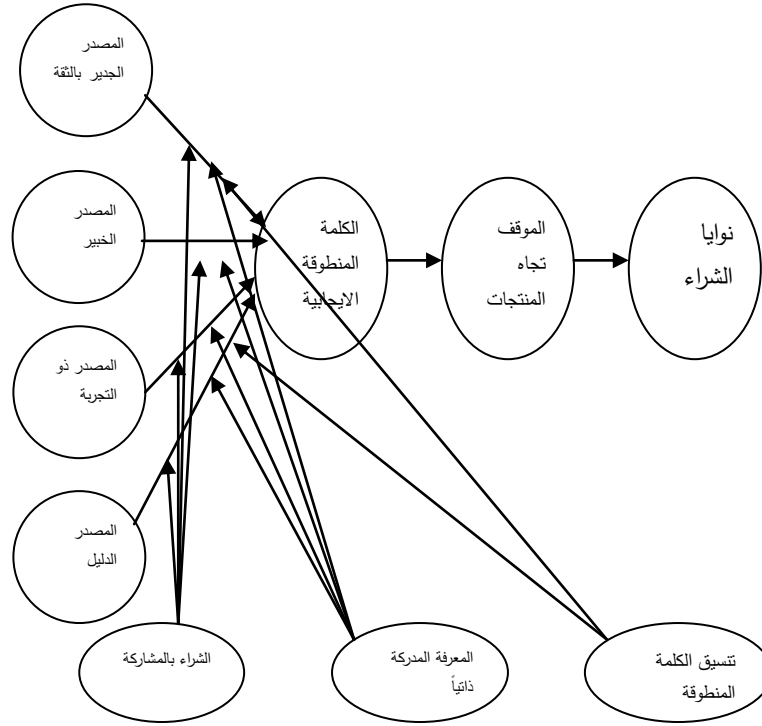 المصدر
الجدير بالثقة
المصدر
الخبير
الكلمة
المنطوقة
الايجابية
الموقف
تجاه
المنتجات
نوايا
الشراء
المصدر ذو
التجربة
المصدر
الدليل
الشراء بالمشاركة
المعرفة المدركة
ذاتياً
تتسيق الكلمة
المنطوقة